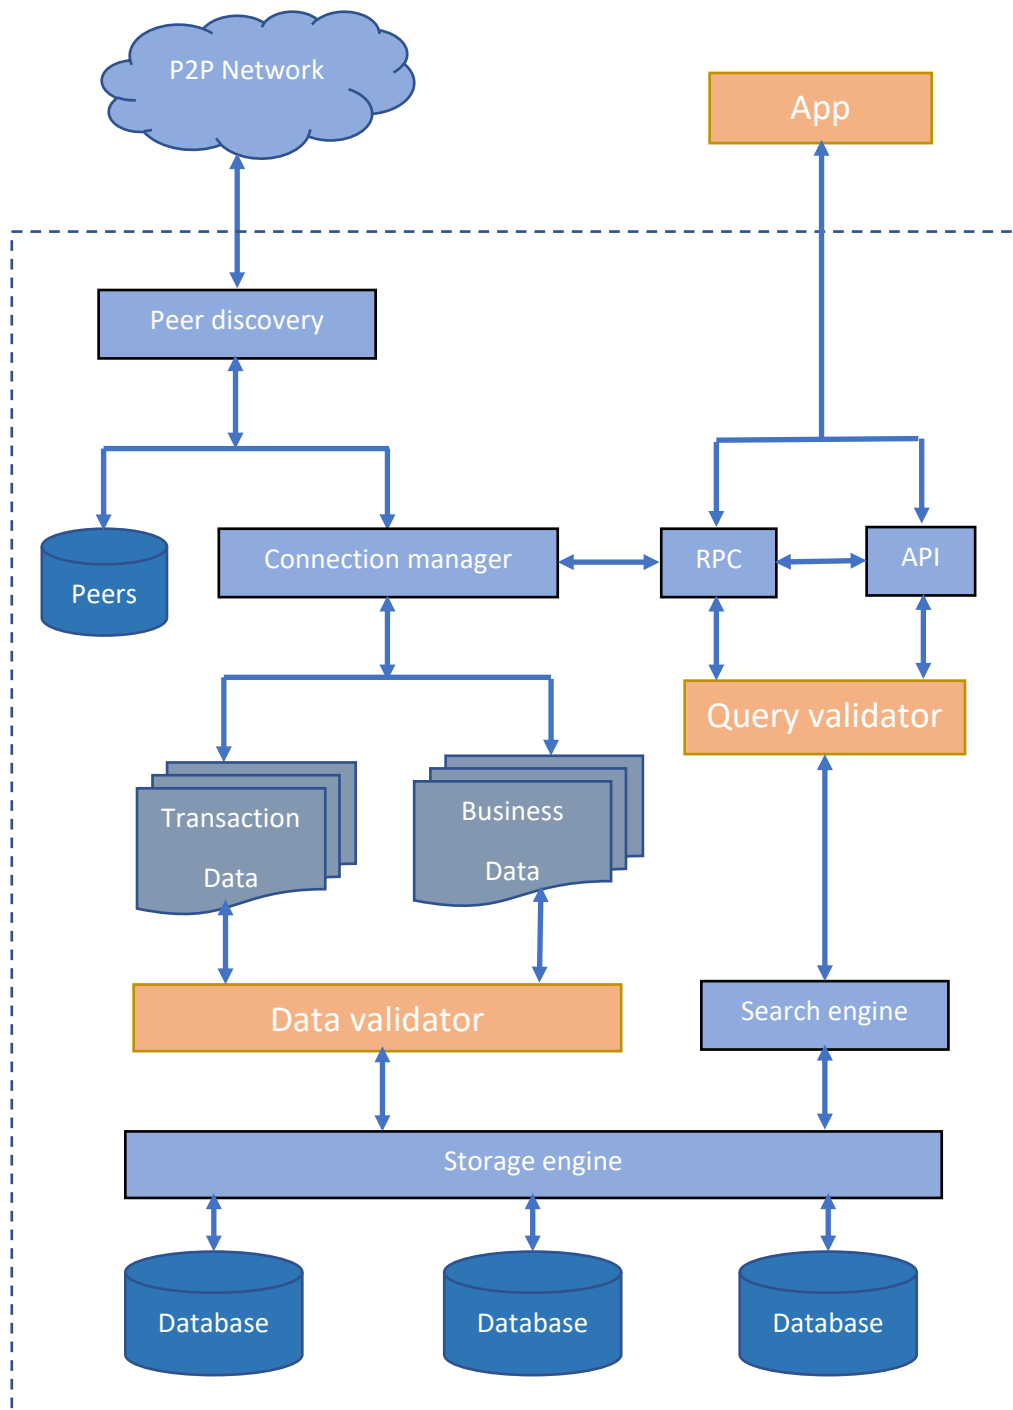 P2P Network
App
Peer discovery
Connection manager
RPC
API
Peers
Query validator
Transaction
Data
Business
Data
Data validator
Search engine
Storage engine
Database
Database
Database